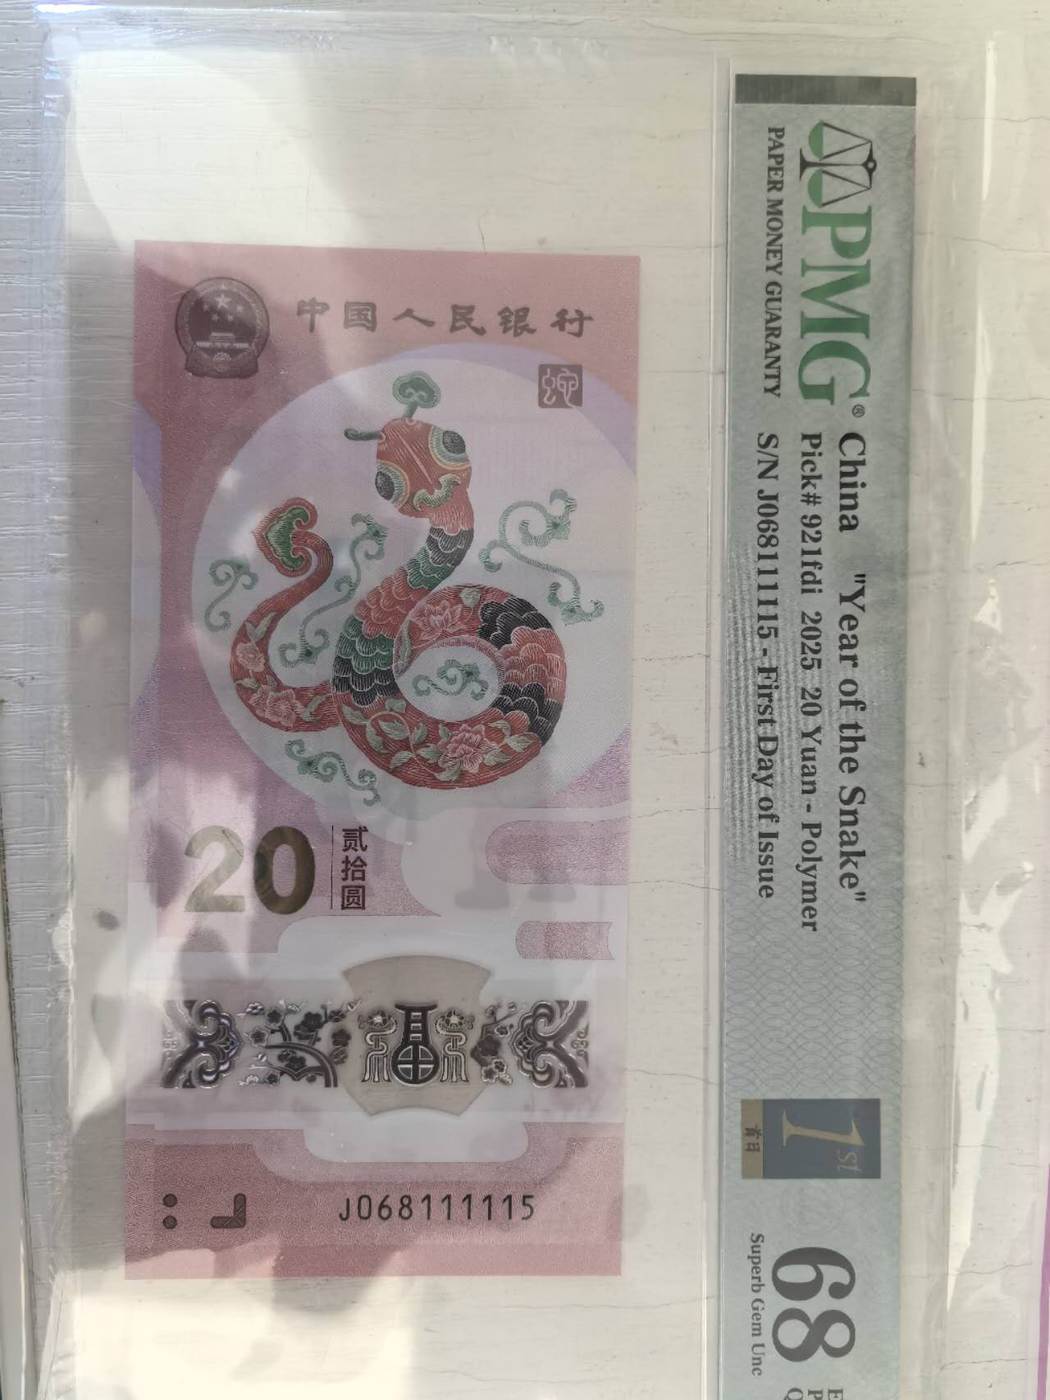 中国人民银行
蛇
20
贰拾圆
J068111115
PMG®
PAPER MONEY GUARANTY
China "Year of the Snake"
Pick# 921fdi 2025 20 Yuan - Polymer
S/N J068111115 - First Day of Issue
1st
首日
68
Superb Gem Unc
E
P
Q